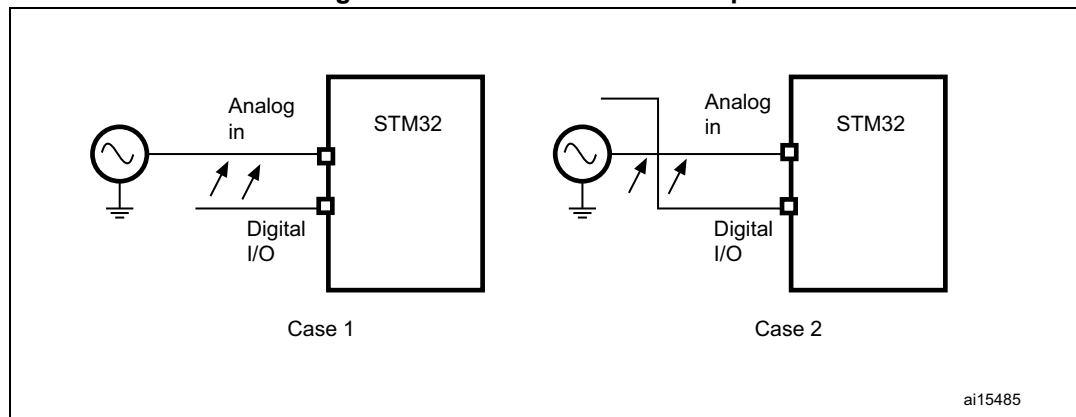 Analog
in
STM32
Digital
I/O
Case 1
Analog
in
STM32
Digital
I/O
Case 2
ai15485